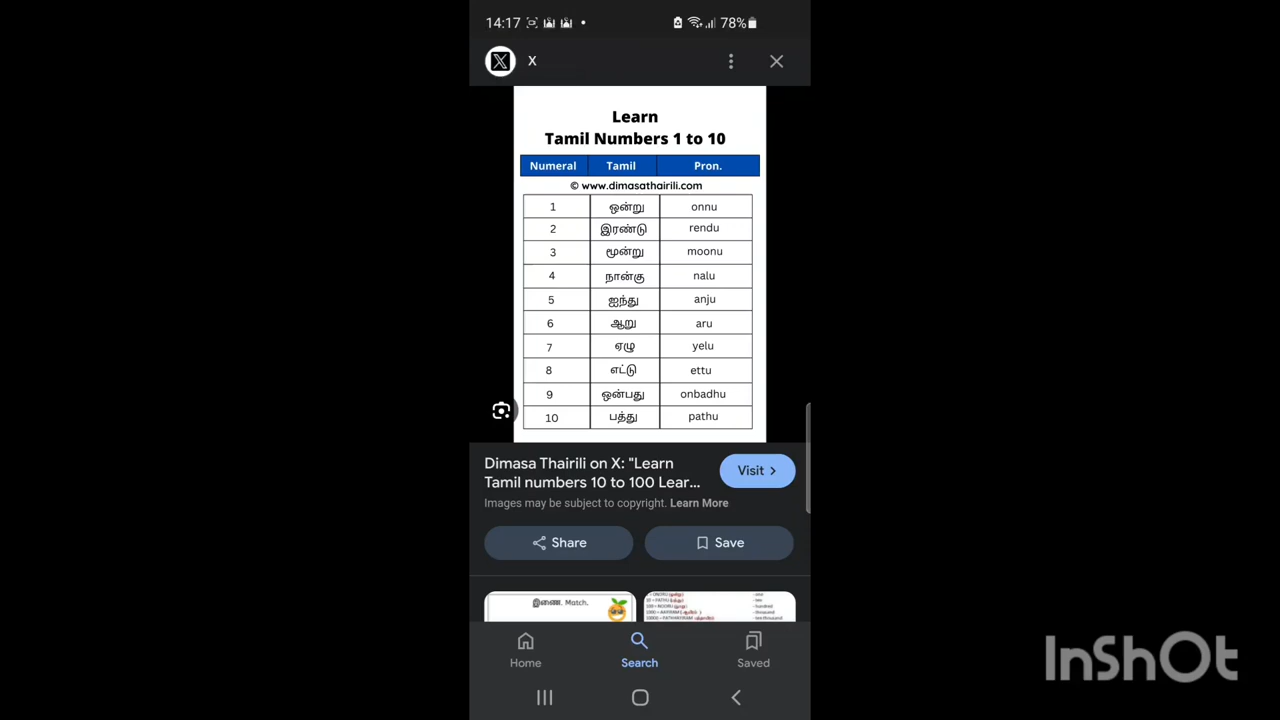 14:17 78%
X
Learn
Tamil Numbers 1 to 10
Numeral Tamil Pron.
© www.dimasathairili.com
1 ஒன்று onnu
2 இரண்டு rendu
3 மூன்று moonu
4 நான்கு nalu
5 ஐந்து anju
6 ஆறு aru
7 ஏழு yelu
8 எட்டு ettu
9 ஒன்பது onbadhu
10 பத்து pathu
Dimasa Thairili on X: "Learn
Tamil numbers 10 to 100 Lear...
Visit
Images may be subject to copyright. Learn More
Share Save
இணை. Match.
Home Search Saved
InShOt